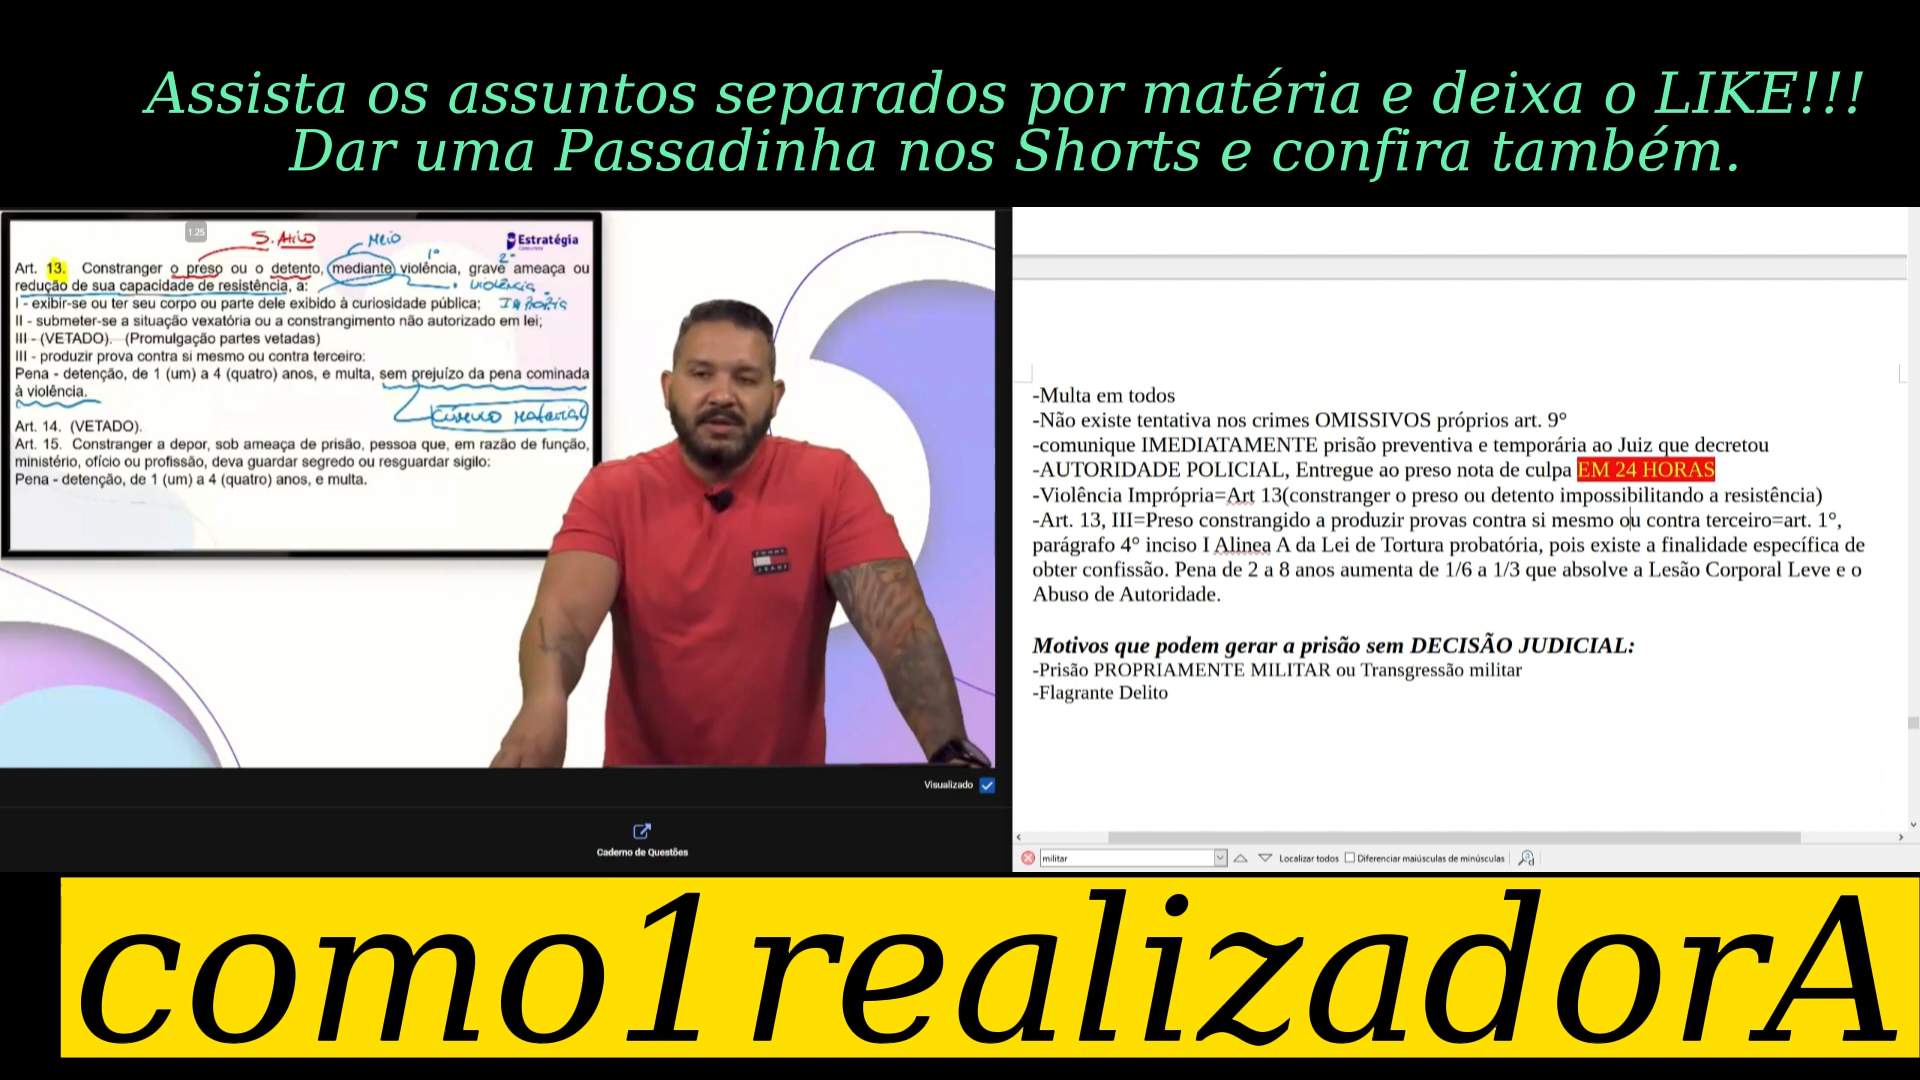 Assista os assuntos separados por matéria e deixa o LIKE!!!
Dar uma Passadinha nos Shorts e confira também.
1.25
S. Ativo
Meio
Estratégia
Concursos
1º
2º
Art. 13. Constranger o preso ou o detento, mediante violência, grave ameaça ou
redução de sua capacidade de resistência, a:
violência
Imprópria
I - exibir-se ou ter seu corpo ou parte dele exibido à curiosidade pública;
II - submeter-se a situação vexatória ou a constrangimento não autorizado em lei;
III - (VETADO). (Promulgação partes vetadas)
III - produzir prova contra si mesmo ou contra terceiro:
Pena - detenção, de 1 (um) a 4 (quatro) anos, e multa, sem prejuízo da pena cominada
à violência.
cúmulo material
Art. 14. (VETADO).
Art. 15. Constranger a depor, sob ameaça de prisão, pessoa que, em razão de função,
ministério, ofício ou profissão, deva guardar segredo ou resguardar sigilo:
Pena - detenção, de 1 (um) a 4 (quatro) anos, e multa.
Visualizado
Caderno de Questões
-Multa em todos
-Não existe tentativa nos crimes OMISSIVOS próprios art. 9°
-comunique IMEDIATAMENTE prisão preventiva e temporária ao Juiz que decretou
-AUTORIDADE POLICIAL, Entregue ao preso nota de culpa EM 24 HORAS
-Violência Imprópria=Art 13(constranger o preso ou detento impossibilitando a resistência)
-Art. 13, III=Preso constrangido a produzir provas contra si mesmo ou contra terceiro=art. 1°,
parágrafo 4° inciso I Alinea A da Lei de Tortura probatória, pois existe a finalidade específica de
obter confissão. Pena de 2 a 8 anos aumenta de 1/6 a 1/3 que absolve a Lesão Corporal Leve e o
Abuso de Autoridade.
Motivos que podem gerar a prisão sem DECISÃO JUDICIAL:
-Prisão PROPRIAMENTE MILITAR ou Transgressão militar
-Flagrante Delito
militar
Localizar todos
Diferenciar maiúsculas de minúsculas
como1realizadorA